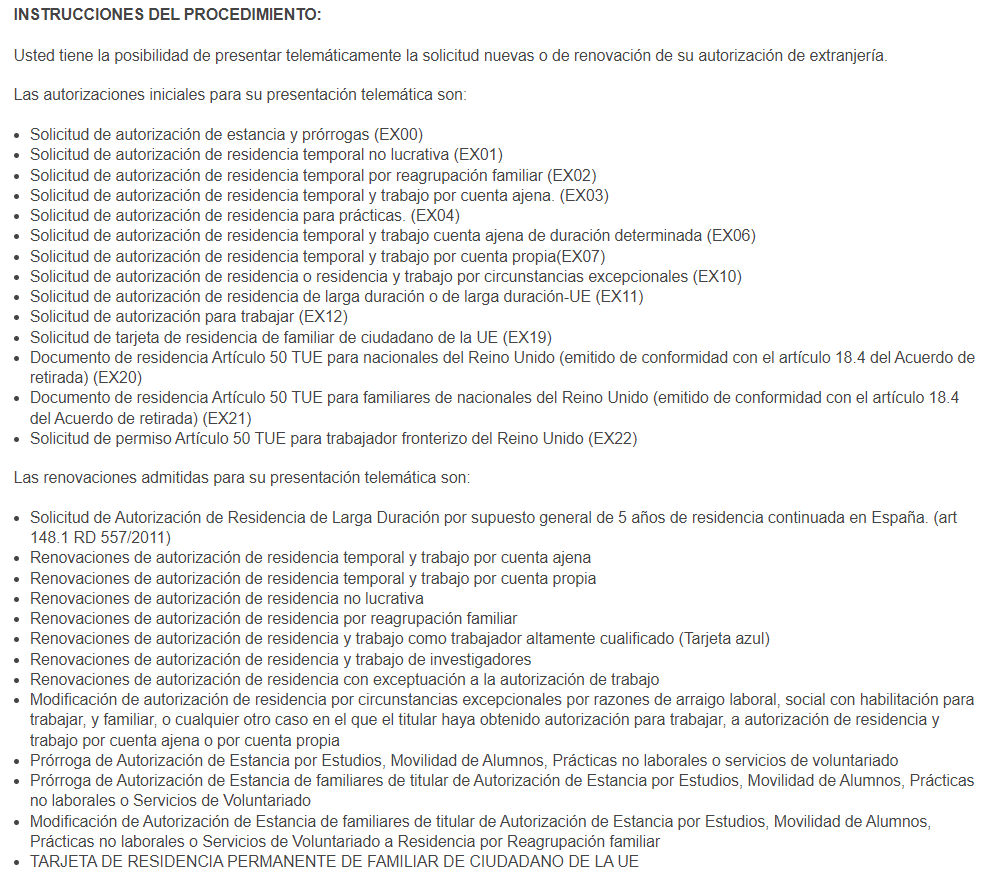 INSTRUCCIONES DEL PROCEDIMIENTO:
Usted tiene la posibilidad de presentar telemáticamente la solicitud nuevas o de renovación de su autorización de extranjería.
Las autorizaciones iniciales para su presentación telemática son:
• Solicitud de autorización de estancia y prórrogas (EX00)
• Solicitud de autorización de residencia temporal no lucrativa (EX01)
• Solicitud de autorización de residencia temporal por reagrupación familiar (EX02)
• Solicitud de autorización de residencia temporal y trabajo por cuenta ajena. (EX03)
• Solicitud de autorización de residencia para prácticas. (EX04)
• Solicitud de autorización de residencia temporal y trabajo cuenta ajena de duración determinada (EX06)
• Solicitud de autorización de residencia temporal y trabajo por cuenta propia(EX07)
• Solicitud de autorización de residencia o residencia y trabajo por circunstancias excepcionales (EX10)
• Solicitud de autorización de residencia de larga duración o de larga duración-UE (EX11)
• Solicitud de autorización para trabajar (EX12)
• Solicitud de tarjeta de residencia de familiar de ciudadano de la UE (EX19)
• Documento de residencia Artículo 50 TUE para nacionales del Reino Unido (emitido de conformidad con el artículo 18.4 del Acuerdo de
retirada) (EX20)
• Documento de residencia Artículo 50 TUE para familiares de nacionales del Reino Unido (emitido de conformidad con el artículo 18.4
del Acuerdo de retirada) (EX21)
• Solicitud de permiso Artículo 50 TUE para trabajador fronterizo del Reino Unido (EX22)
Las renovaciones admitidas para su presentación telemática son:
• Solicitud de Autorización de Residencia de Larga Duración por supuesto general de 5 años de residencia continuada en España. (art
148.1 RD 557/2011)
• Renovaciones de autorización de residencia temporal y trabajo por cuenta ajena
• Renovaciones de autorización de residencia temporal y trabajo por cuenta propia
• Renovaciones de autorización de residencia no lucrativa
• Renovaciones de autorización de residencia por reagrupación familiar
• Renovaciones de autorización de residencia y trabajo como trabajador altamente cualificado (Tarjeta azul)
• Renovaciones de autorización de residencia y trabajo de investigadores
• Renovaciones de autorización de residencia con exceptuación a la autorización de trabajo
• Modificación de autorización de residencia por circunstancias excepcionales por razones de arraigo laboral, social con habilitación para
trabajar, y familiar, o cualquier otro caso en el que el titular haya obtenido autorización para trabajar, a autorización de residencia y
trabajo por cuenta ajena o por cuenta propia
• Prórroga de Autorización de Estancia por Estudios, Movilidad de Alumnos, Prácticas no laborales o servicios de voluntariado
• Prórroga de Autorización de Estancia de familiares de titular de Autorización de Estancia por Estudios, Movilidad de Alumnos, Prácticas
no laborales o Servicios de Voluntariado
• Modificación de Autorización de Estancia de familiares de titular de Autorización de Estancia por Estudios, Movilidad de Alumnos,
Prácticas no laborales o Servicios de Voluntariado a Residencia por Reagrupación familiar
• TARJETA DE RESIDENCIA PERMANENTE DE FAMILIAR DE CIUDADANO DE LA UE